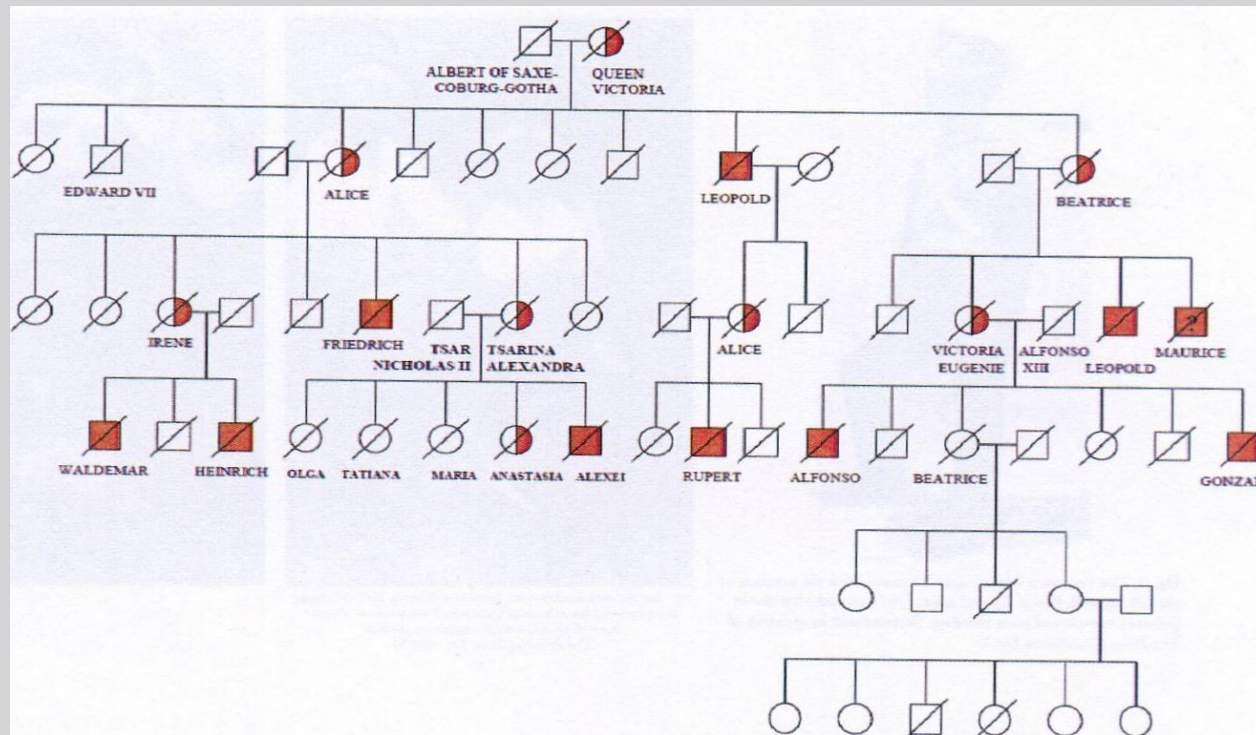 ALBERT OF SAXE-
COBURG-GOTHA
QUEEN
VICTORIA
EDWARD VII
ALICE
LEOPOLD
BEATRICE
IRENE
FRIEDRICH
TSAR
NICHOLAS II
TSARINA
ALEXANDRA
ALICE
VICTORIA
EUGENIE
ALFONSO
XIII
LEOPOLD
?
MAURICE
WALDEMAR
HEINRICH
OLGA
TATIANA
MARIA
ANASTASIA
ALEXEI
RUPERT
ALFONSO
BEATRICE